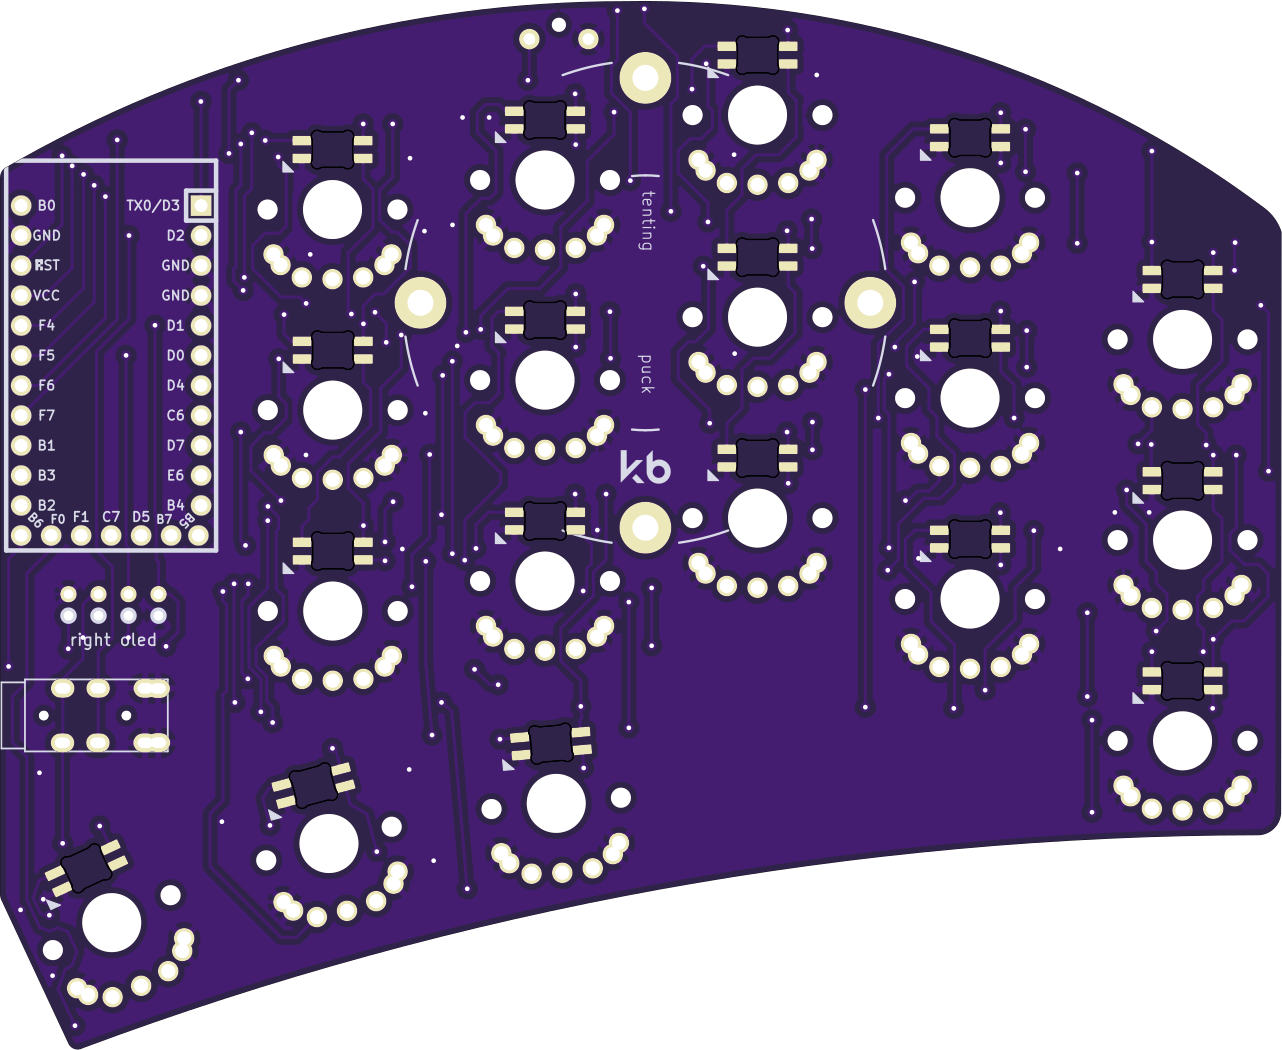 tenting
B0 TX0/D3
GND D2
RST GND
VCC GND
F4 D1
F5 D0
puck
F6 D4
F7 C6
B1 D7
kb
B3 E6
B2 B4
B6 F0 F1 C7 D5 B7 B5
right oled